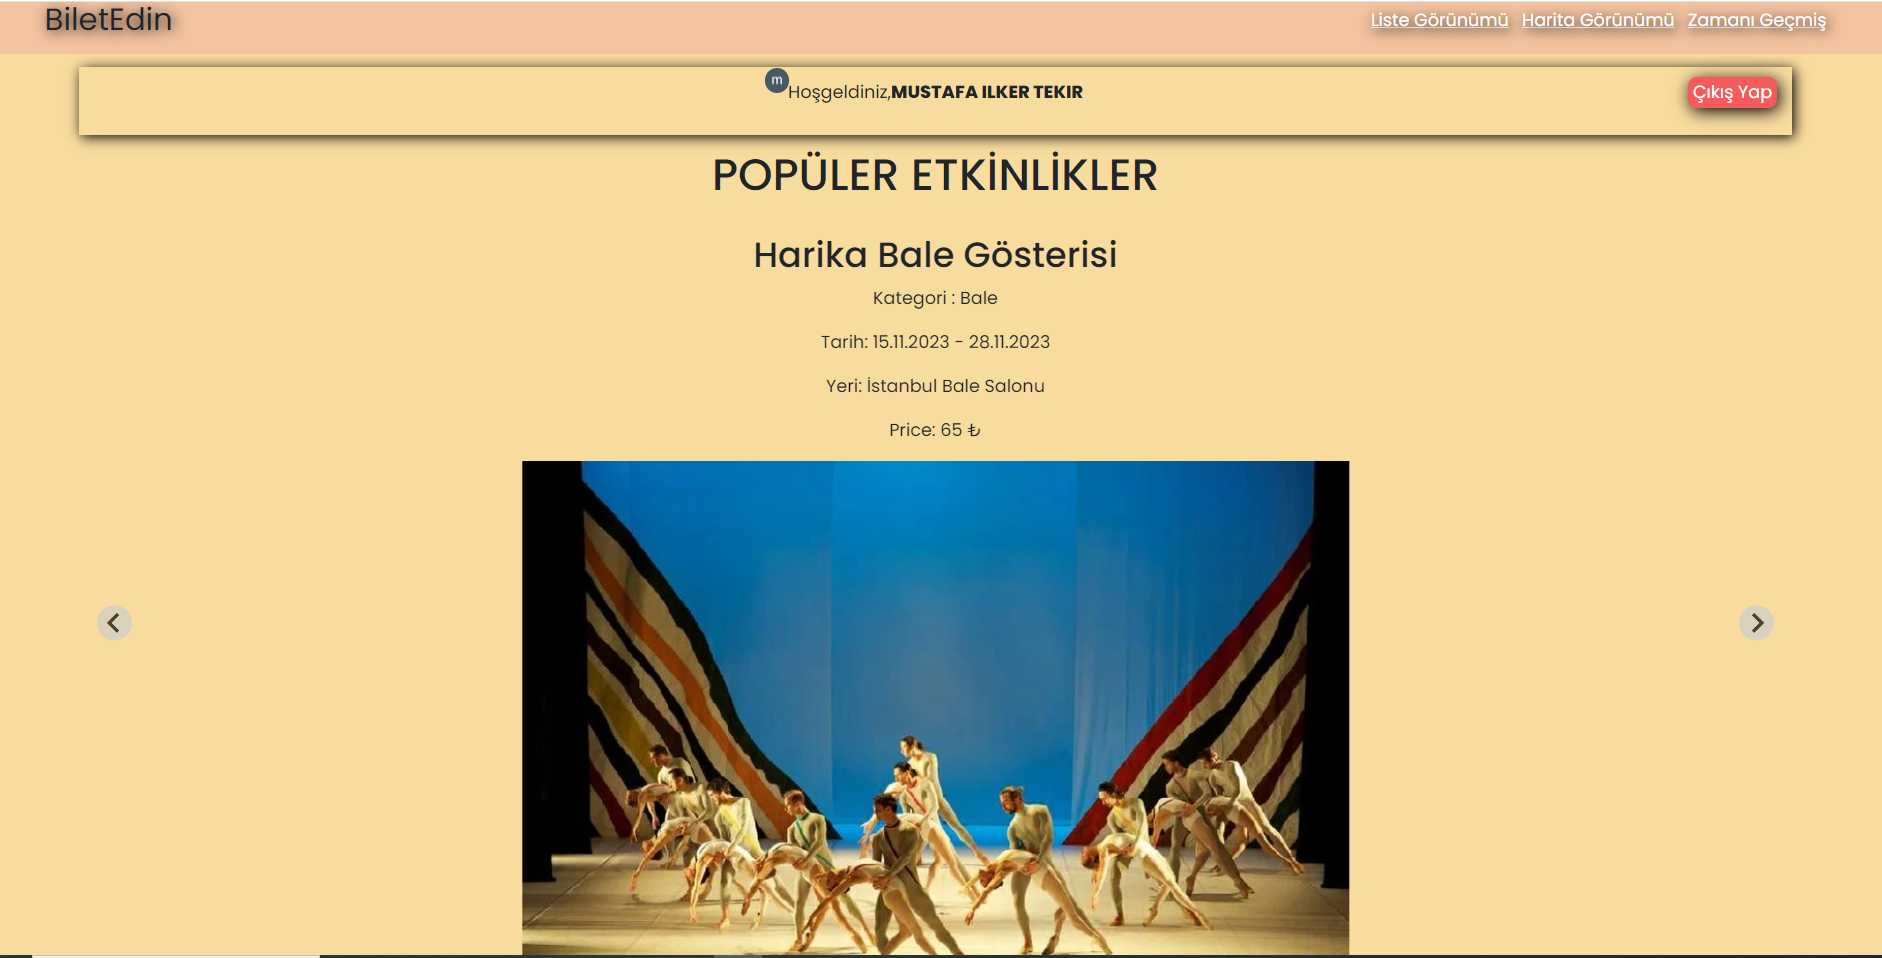 BiletEdin
Liste Görünümü Harita Görünümü Zamanı Geçmiş
m
Hoşgeldiniz,MUSTAFA ILKER TEKIR
Çıkış Yap
POPÜLER ETKİNLİKLER
Harika Bale Gösterisi
Kategori : Bale
Tarih: 15.11.2023 - 28.11.2023
Yeri: İstanbul Bale Salonu
Price: 65 ₺